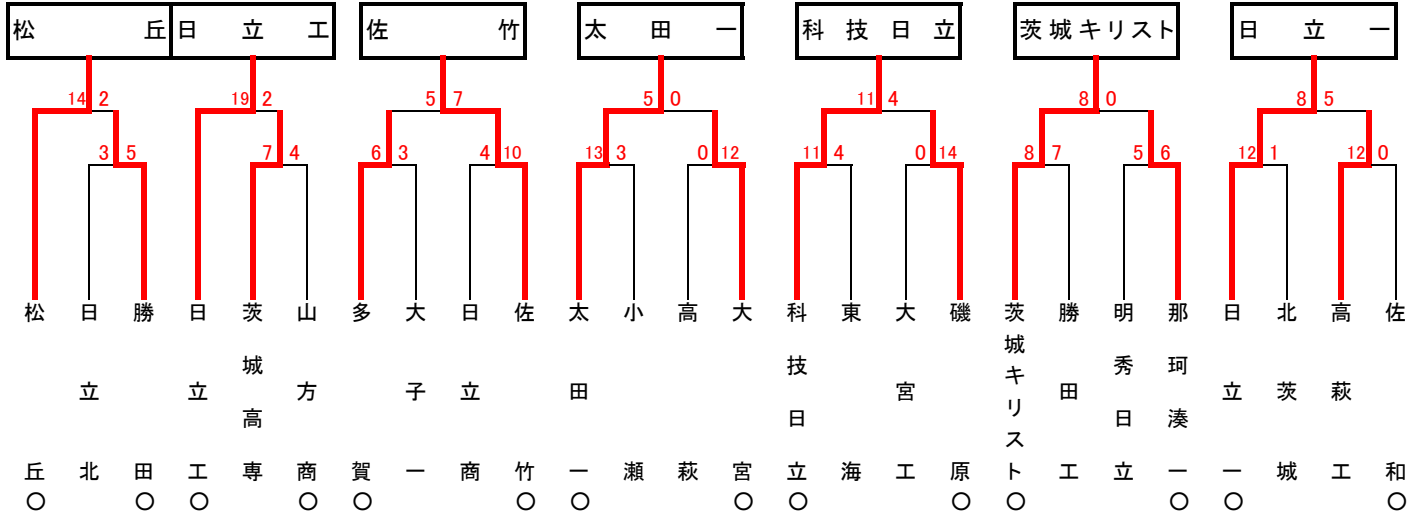 松丘 日立工 佐竹 太田一 科技日立 茨城キリスト 日立一
14 2 19 2 5 7 5 0 11 4 8 0 8 5
3 5 7 4 6 3 4 10 13 3 0 12 11 4 0 14 8 7 5 6 12 1 12 0
松丘 日立北 勝田 日立工 茨城高専 山方商 多賀 大子一 日立商 佐竹 太田一 小瀬 高萩 大宮 科技日立 東海 大宮工 磯原 茨城キリスト 勝田工 明秀日立 那珂湊一 日立一 北茨城 高萩工 佐和
○ ○ ○ ○ ○ ○ ○ ○ ○ ○ ○ ○ ○ ○